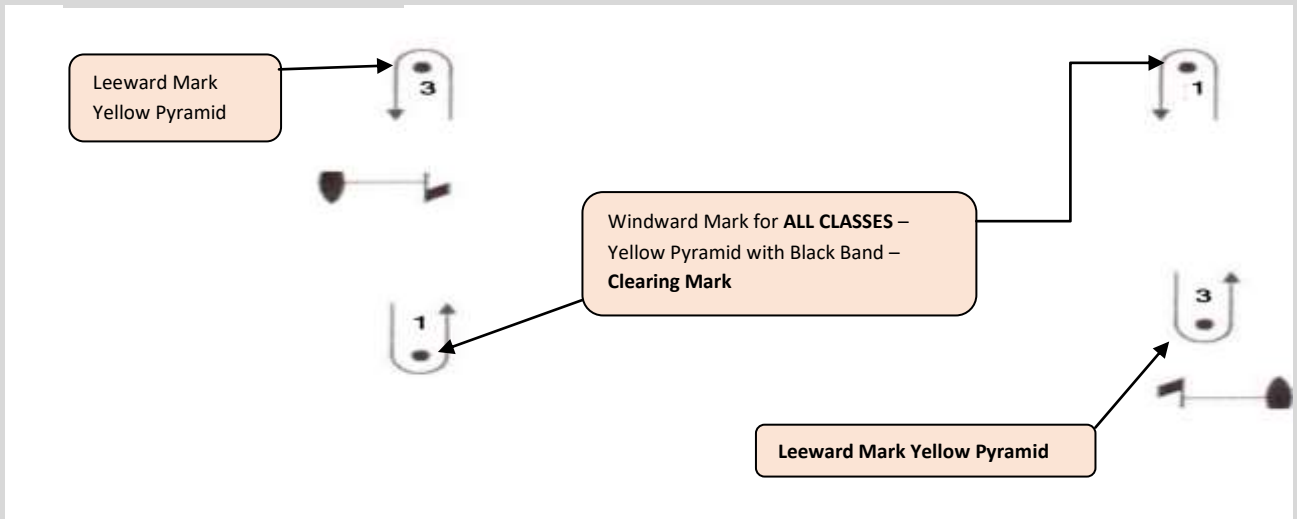 Leeward Mark
Yellow Pyramid
3
1
Windward Mark for ALL CLASSES –
Yellow Pyramid with Black Band –
Clearing Mark
1
3
Leeward Mark Yellow Pyramid